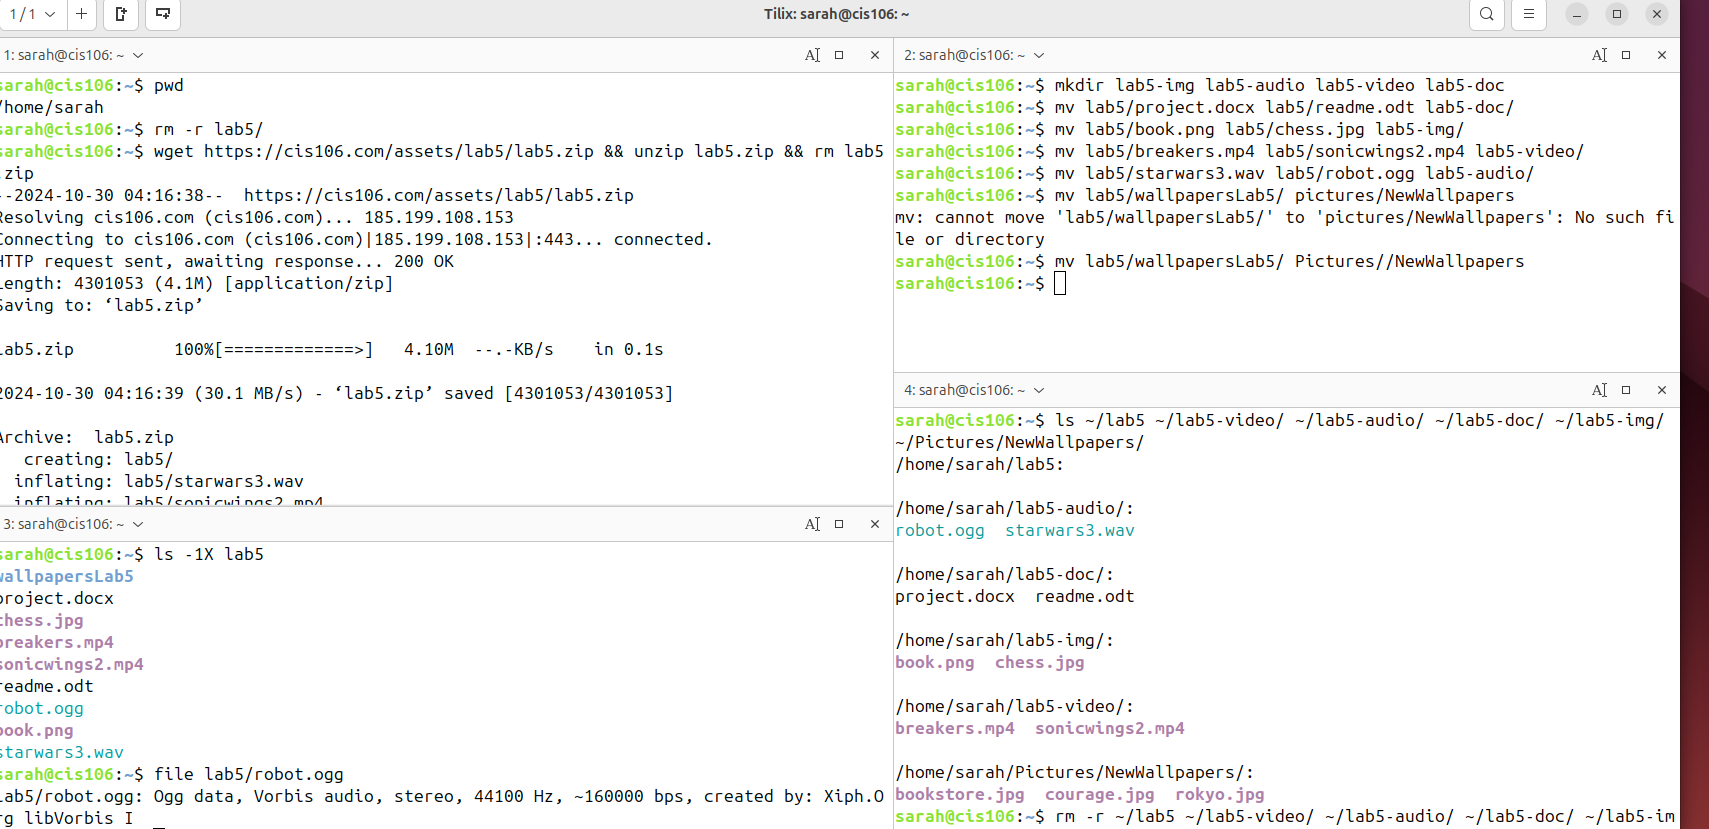 1 / 1
Tilix: sarah@cis106: ~
1: sarah@cis106: ~
sarah@cis106:~$ pwd
/home/sarah
sarah@cis106:~$ rm -r lab5/
sarah@cis106:~$ wget https://cis106.com/assets/lab5/lab5.zip && unzip lab5.zip && rm lab5
.zip
--2024-10-30 04:16:38--  https://cis106.com/assets/lab5/lab5.zip
Resolving cis106.com (cis106.com)... 185.199.108.153
Connecting to cis106.com (cis106.com)|185.199.108.153|:443... connected.
HTTP request sent, awaiting response... 200 OK
Length: 4301053 (4.1M) [application/zip]
Saving to: ‘lab5.zip’
lab5.zip          100%[=============>]   4.10M  --.-KB/s    in 0.1s
2024-10-30 04:16:39 (30.1 MB/s) - ‘lab5.zip’ saved [4301053/4301053]
Archive:  lab5.zip
   creating: lab5/
  inflating: lab5/starwars3.wav
  inflating: lab5/sonicwings2.mp4
2: sarah@cis106: ~
sarah@cis106:~$ mkdir lab5-img lab5-audio lab5-video lab5-doc
sarah@cis106:~$ mv lab5/project.docx lab5/readme.odt lab5-doc/
sarah@cis106:~$ mv lab5/book.png lab5/chess.jpg lab5-img/
sarah@cis106:~$ mv lab5/breakers.mp4 lab5/sonicwings2.mp4 lab5-video/
sarah@cis106:~$ mv lab5/starwars3.wav lab5/robot.ogg lab5-audio/
sarah@cis106:~$ mv lab5/wallpapersLab5/ pictures/NewWallpapers
mv: cannot move 'lab5/wallpapersLab5/' to 'pictures/NewWallpapers': No such fi
le or directory
sarah@cis106:~$ mv lab5/wallpapersLab5/ Pictures//NewWallpapers
sarah@cis106:~$
3: sarah@cis106: ~
sarah@cis106:~$ ls -1X lab5
wallpapersLab5
project.docx
chess.jpg
breakers.mp4
sonicwings2.mp4
readme.odt
robot.ogg
book.png
starwars3.wav
sarah@cis106:~$ file lab5/robot.ogg
lab5/robot.ogg: Ogg data, Vorbis audio, stereo, 44100 Hz, ~160000 bps, created by: Xiph.O
rg libVorbis I
4: sarah@cis106: ~
sarah@cis106:~$ ls ~/lab5 ~/lab5-video/ ~/lab5-audio/ ~/lab5-doc/ ~/lab5-img/
~/Pictures/NewWallpapers/
/home/sarah/lab5:
/home/sarah/lab5-audio/:
robot.ogg  starwars3.wav
/home/sarah/lab5-doc/:
project.docx  readme.odt
/home/sarah/lab5-img/:
book.png  chess.jpg
/home/sarah/lab5-video/:
breakers.mp4  sonicwings2.mp4
/home/sarah/Pictures/NewWallpapers/:
bookstore.jpg  courage.jpg  rokyo.jpg
sarah@cis106:~$ rm -r ~/lab5 ~/lab5-video/ ~/lab5-audio/ ~/lab5-doc/ ~/lab5-im